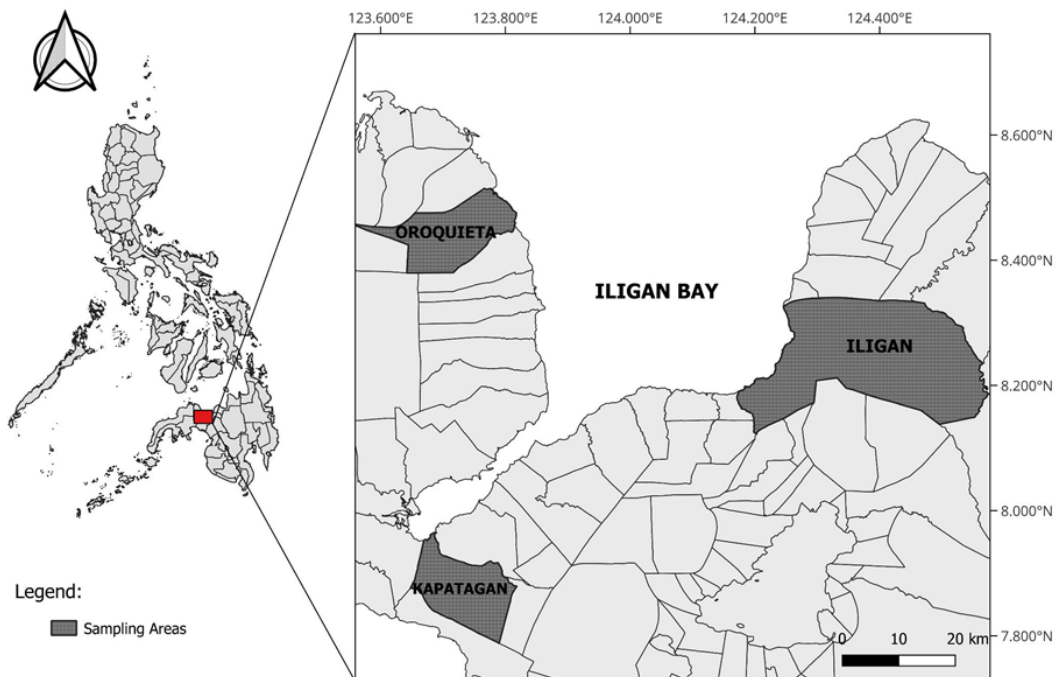 123.600°E 123.800°E 124.000°E 124.200°E 124.400°E
8.600°N
OROQUIETA
8.400°N
ILIGAN BAY
ILIGAN
8.200°N
8.000°N
KAPATAGAN
Legend:
Sampling Areas
0 10 20 km
7.800°N